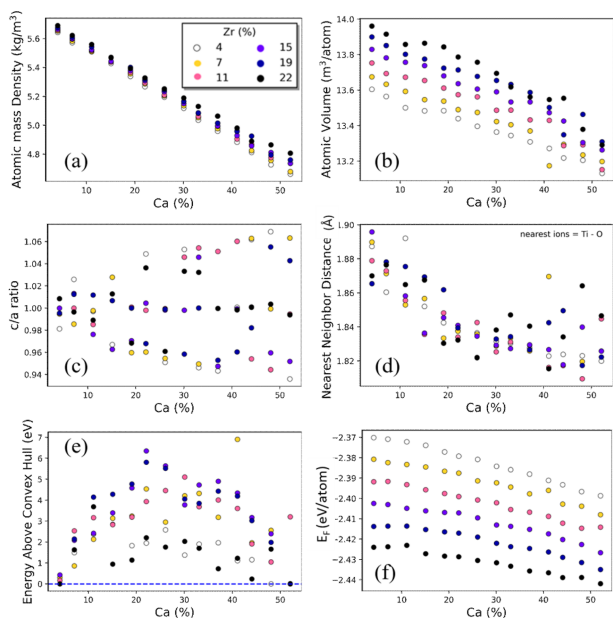 Atomic mass Density (kg/m³)
5.6
5.4
5.2
5.0
4.8
10 20 30 40 50
Ca (%)
(a)
Zr (%)
4 15
7 19
11 22
Atomic Volume (m³/atom)
14.0
13.8
13.6
13.4
13.2
10 20 30 40 50
Ca (%)
(b)
c/a ratio
1.06
1.04
1.02
1.00
0.98
0.96
0.94
10 20 30 40 50
Ca (%)
(c)
Nearest Neighbor Distance (Å)
1.90
1.88
1.86
1.84
1.82
10 20 30 40 50
Ca (%)
nearest ions = Ti - O
(d)
Energy Above Convex Hull (eV)
7
6
5
4
3
2
1
0
10 20 30 40 50
Ca (%)
(e)
E_F (eV/atom)
−2.37
−2.38
−2.39
−2.40
−2.41
−2.42
−2.43
−2.44
10 20 30 40 50
Ca (%)
(f)